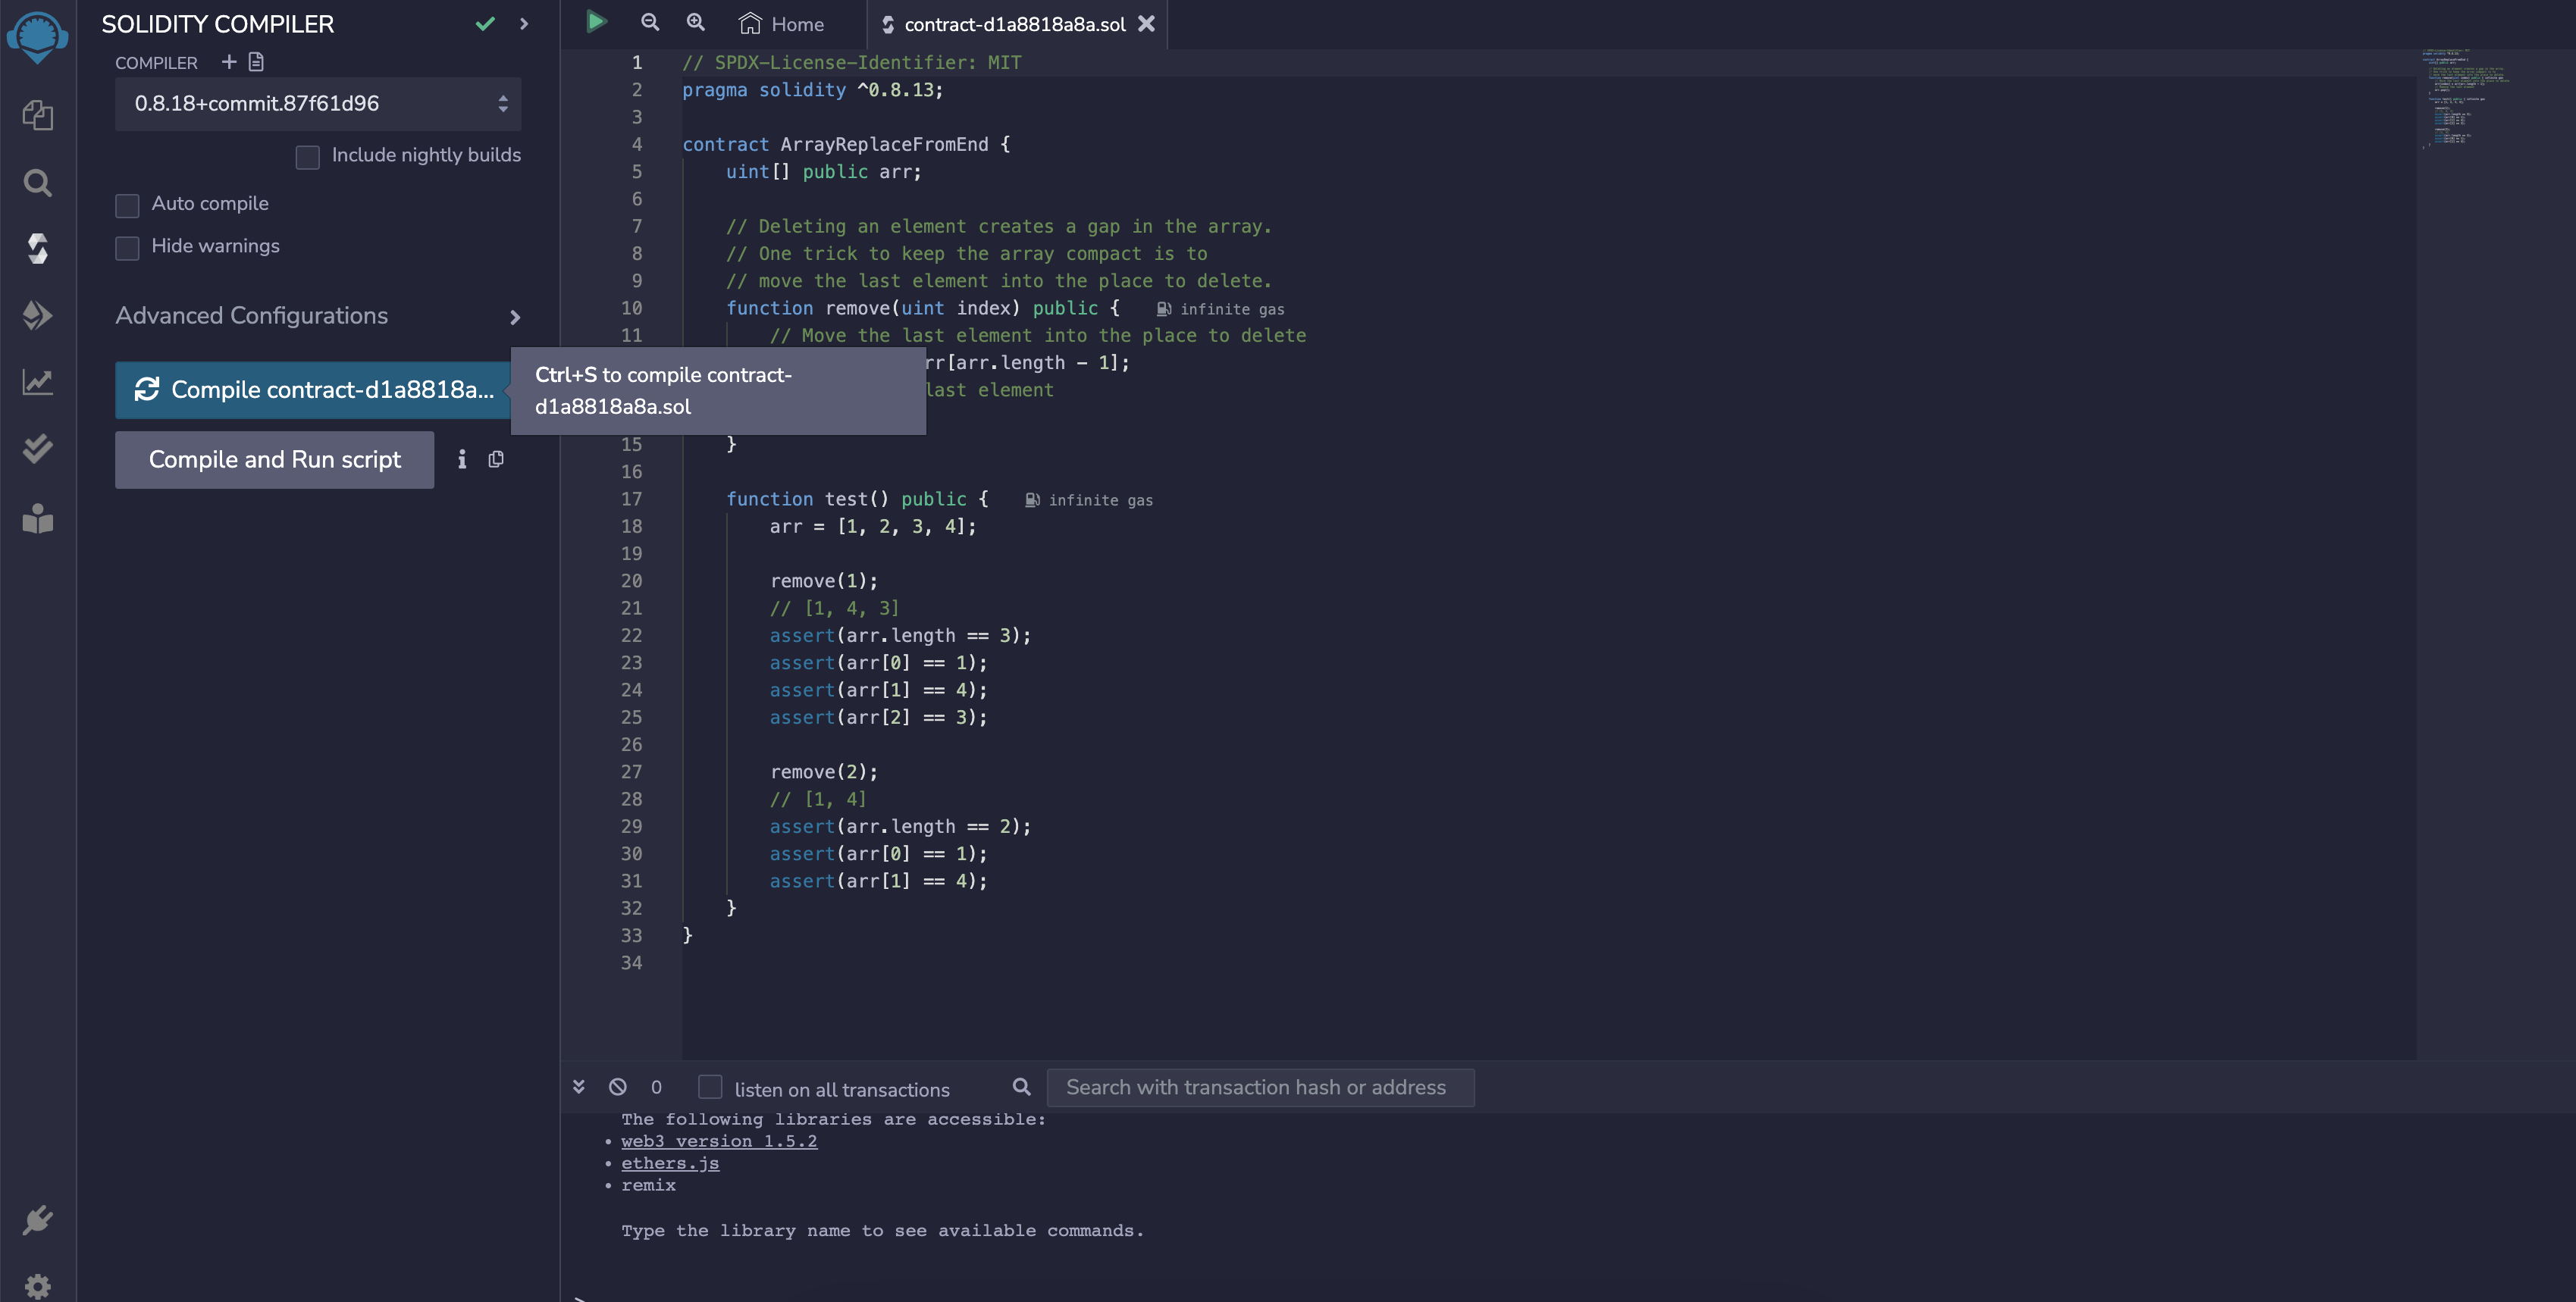 SOLIDITY COMPILER
COMPILER
0.8.18+commit.87f61d96
Include nightly builds
Auto compile
Hide warnings
Advanced Configurations
Compile contract-d1a8818a...
Ctrl+S to compile contract-
d1a8818a8a.sol
Compile and Run script
Home
contract-d1a8818a8a.sol
1 // SPDX-License-Identifier: MIT
2 pragma solidity ^0.8.13;
3
4 contract ArrayReplaceFromEnd {
5 uint[] public arr;
6
7 // Deleting an element creates a gap in the array.
8 // One trick to keep the array compact is to
9 // move the last element into the place to delete.
10 function remove(uint index) public { infinite gas
11 // Move the last element into the place to delete
rr[arr.length - 1];
last element
15 }
16
17 function test() public { infinite gas
18 arr = [1, 2, 3, 4];
19
20 remove(1);
21 // [1, 4, 3]
22 assert(arr.length == 3);
23 assert(arr[0] == 1);
24 assert(arr[1] == 4);
25 assert(arr[2] == 3);
26
27 remove(2);
28 // [1, 4]
29 assert(arr.length == 2);
30 assert(arr[0] == 1);
31 assert(arr[1] == 4);
32 }
33 }
34
0 listen on all transactions Search with transaction hash or address
The following libraries are accessible:
• web3 version 1.5.2
• ethers.js
• remix
Type the library name to see available commands.
>